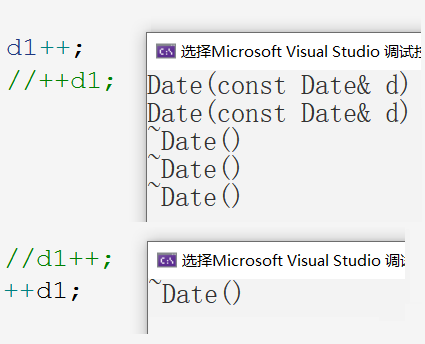 d1++;
//++d1;
选择Microsoft Visual Studio 调试
Date(const Date& d)
Date(const Date& d)
~Date()
~Date()
~Date()
//d1++;
++d1;
选择Microsoft Visual Studio 调
~Date()